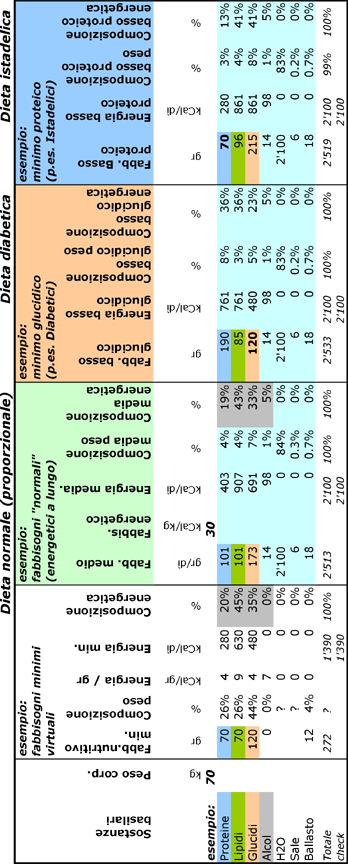 Dieta normale (proporzionale) Dieta diabetica Dieta istadelica
esempio:
fabbisogni minimi
virtuali
esempio:
fabbisogni "normali"
(energetici a lungo)
esempio:
minimo glucidico
(p.es. Diabetici)
esempio:
minimo proteico
(p.es. Istadelici)
Sostanze
basilari
Peso corp.
Fabb.nutritivo
min.
Composizione
peso
Energia / gr
Energia min.
Composizione
energetica
Fabb. medio
Fabbis.
energetico
Energia media.
Composizione
media peso
Composizione
media
energetica
Fabb. basso
glucidico
Energia basso
glucidico
Composizione
basso
glucidico peso
Composizione
basso
glucidico
energetica
Fabb. Basso
proteico
Energia basso
proteico
Composizione
basso proteico
peso
Composizione
basso proteico
energetica
kg gr % kCal/gr kCal/dì % gr/dì kCal/kg kCal/dì % % gr kCal/dì % % gr kCal/dì % %
esempio: 70 30
Proteine 70 26% 4 280 20% 101 403 4% 19% 190 761 8% 36% 70 280 3% 13%
Lipidi 70 26% 9 630 45% 101 907 4% 43% 85 761 3% 36% 96 861 4% 41%
Glucidi 120 44% 4 480 35% 173 691 7% 33% 120 480 5% 23% 215 861 8% 41%
Alcol 0 0% 7 0 0% 14 98 1% 5% 14 98 1% 5% 14 98 1% 5%
H2O ? 0 0% 2'100 0 84% 0% 2'100 0 83% 0% 2'100 0 83% 0%
Sale ? 0 0% 6 0 0.3% 0% 6 0 0.2% 0% 6 0 0.2% 0%
Ballasto 12 4% 0 0% 18 0 0.7% 0% 18 0 0.7% 0% 18 0 0.7% 0%
Totale 272 ? 1'390 100% 2'513 2'100 100% 100% 2'533 2'100 100% 100% 2'519 2'100 99% 100%
check 1'390 2'100 2'100 2'100